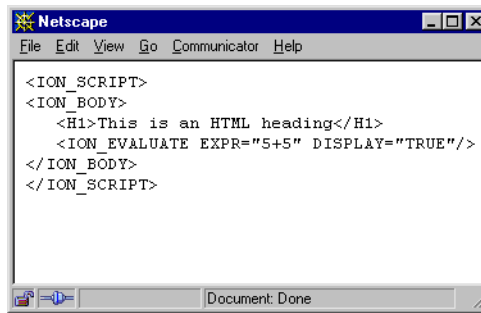 Netscape
File Edit View Go Communicator Help
<ION_SCRIPT>
<ION_BODY>
<H1>This is an HTML heading</H1>
<ION_EVALUATE EXPR="5+5" DISPLAY="TRUE"/>
</ION_BODY>
</ION_SCRIPT>
Document: Done